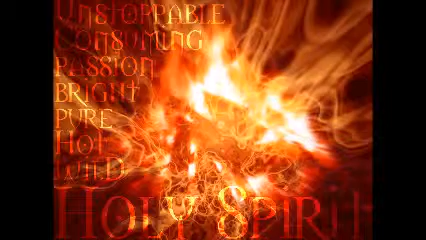 Unstoppable
Consuming
Passion
Bright
Pure
Hot
Wild
Holy Spirit